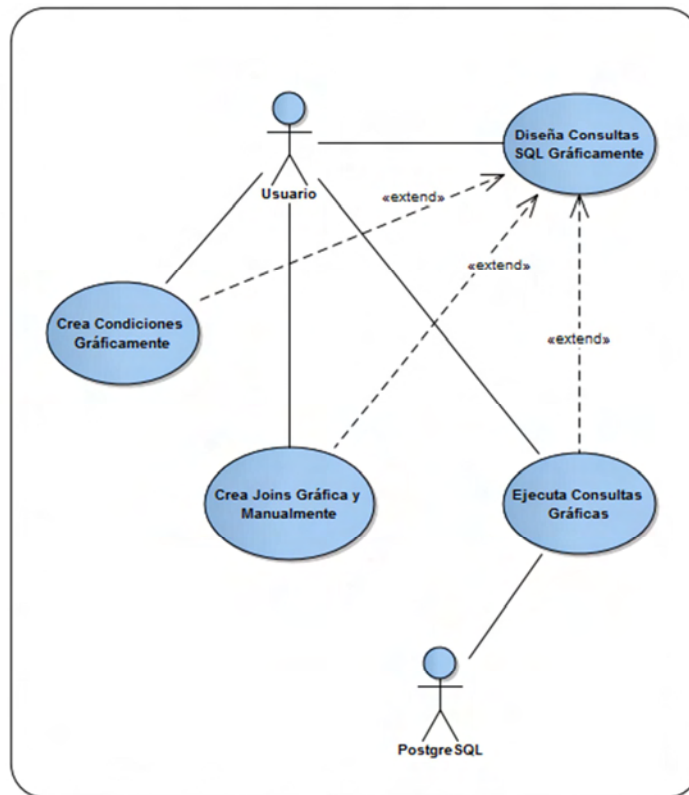 Diseña Consultas
SQL Gráficamente
Usuario
«extend»
«extend»
Crea Condiciones
Gráficamente
«extend»
Crea Joins Gráfica y
Manualmente
Ejecuta Consultas
Gráficas
PostgreSQL